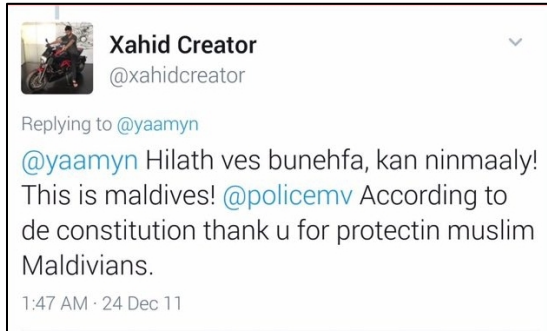 Xahid Creator
@xahidcreator
Replying to @yaamyn
@yaamyn Hilath ves bunehfa, kan ninmaaly!
This is maldives! @policemv According to
de constitution thank u for protectin muslim
Maldivians.
1:47 AM · 24 Dec 11